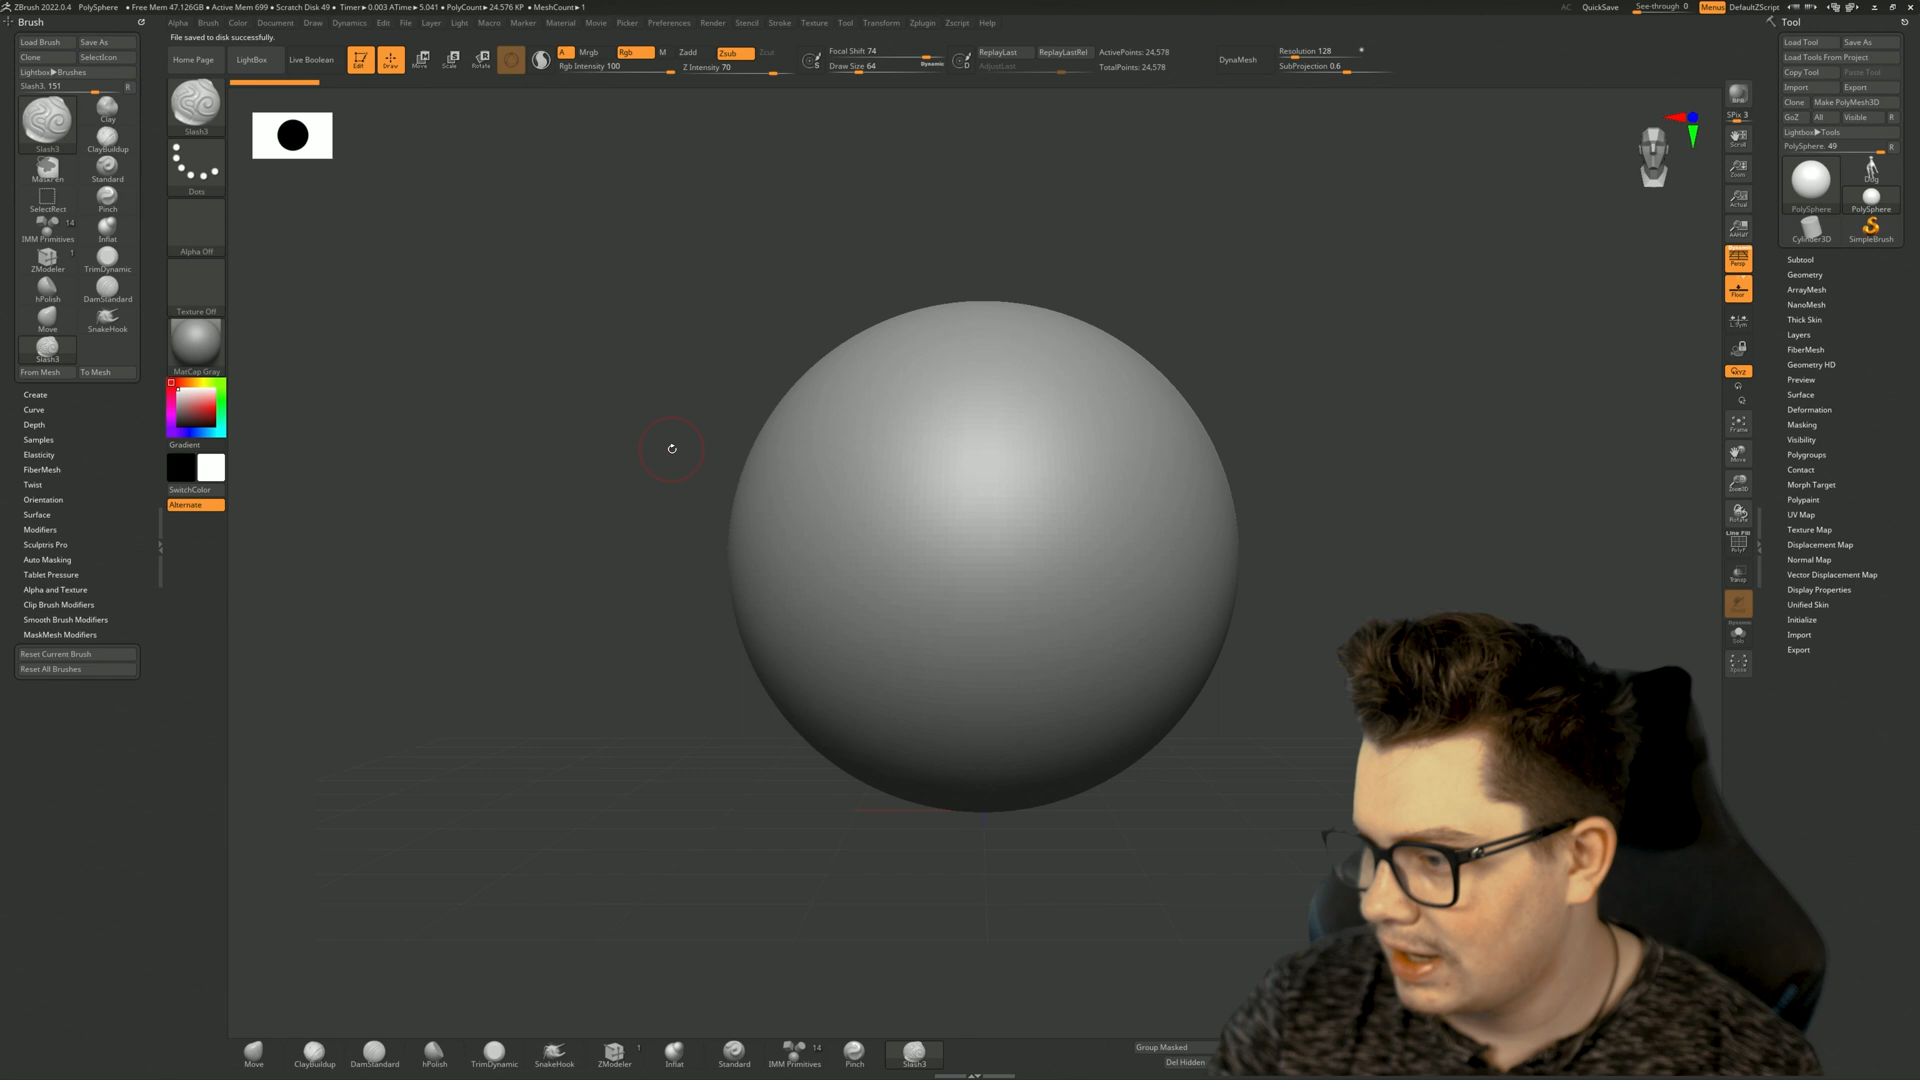 ZBrush 2022.0.4 PolySphere • Free Mem 47.126GB • Active Mem 699 • Scratch Disk 49 • Timer▸0.003 ATime▸5.041 • PolyCount▸24.576 KP • MeshCount▸1
AC QuickSave See-through 0 Menus DefaultZScript
Brush
Alpha Brush Color Document Draw Dynamics Edit File Layer Light Macro Marker Material Movie Picker Preferences Render Stencil Stroke Texture Tool Transform Zplugin Zscript Help
Tool
File saved to disk successfully.
Load Brush Save As
Clone SelectIcon
Lightbox▸Brushes
Slash3. 151 R
Slash3
Clay
ClayBuildup
MaskPen Standard
SelectRect Pinch
14
IMM Primitives Inflat
1
ZModeler TrimDynamic
hPolish DamStandard
Move SnakeHook
Slash3
From Mesh To Mesh
Create
Curve
Depth
Samples
Elasticity
FiberMesh
Twist
Orientation
Surface
Modifiers
Sculptris Pro
Auto Masking
Tablet Pressure
Alpha and Texture
Clip Brush Modifiers
Smooth Brush Modifiers
MaskMesh Modifiers
Reset Current Brush
Reset All Brushes
Home Page LightBox Live Boolean
Edit Draw Move Scale Rotate
A Mrgb Rgb M Zadd Zsub Zcut
Rgb Intensity 100 Z Intensity 70
S
Focal Shift 74
Draw Size 64 Dynamic
D
ReplayLast ReplayLastRel
AdjustLast
ActivePoints: 24,578
TotalPoints: 24,578
DynaMesh
Resolution 128
SubProjection 0.6
Slash3
Dots
Alpha Off
Texture Off
MatCap Gray
Gradient
SwitchColor
Alternate
BPR
SPix 3
Scroll
Zoom
Actual
AAHalf
Dynamic
Persp
Floor
L.Sym
XYZ
Frame
Move
Zoom3D
Rotate
Line Fill
PolyF
Transp
Dynamic
Solo
Xpose
Load Tool Save As
Load Tools From Project
Copy Tool Paste Tool
Import Export
Clone Make PolyMesh3D
GoZ All Visible R
Lightbox▸Tools
PolySphere. 49 R
PolySphere
Dog
PolySphere
Cylinder3D SimpleBrush
Subtool
Geometry
ArrayMesh
NanoMesh
Thick Skin
Layers
FiberMesh
Geometry HD
Preview
Surface
Deformation
Masking
Visibility
Polygroups
Contact
Morph Target
Polypaint
UV Map
Texture Map
Displacement Map
Normal Map
Vector Displacement Map
Display Properties
Unified Skin
Initialize
Import
Export
Move ClayBuildup DamStandard hPolish TrimDynamic SnakeHook ZModeler 1 Inflat Standard IMM Primitives 14 Pinch Slash3
Group Masked
Del Hidden